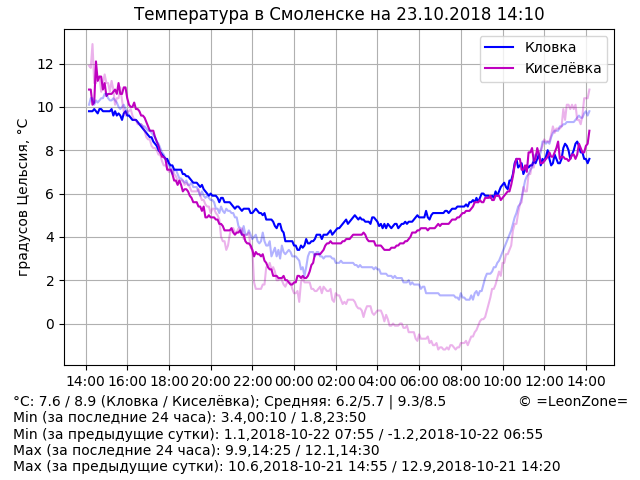 Температура в Смоленске на 23.10.2018 14:10
Кловка
Киселёвка
градусов Цельсия, °C
12
10
8
6
4
2
0
14:00 16:00 18:00 20:00 22:00 00:00 02:00 04:00 06:00 08:00 10:00 12:00 14:00
°C: 7.6 / 8.9 (Кловка / Киселёвка); Средняя: 6.2/5.7 | 9.3/8.5 © =LeonZone=
Min (за последние 24 часа): 3.4,00:10 / 1.8,23:50
Min (за предыдущие сутки): 1.1,2018-10-22 07:55 / -1.2,2018-10-22 06:55
Max (за последние 24 часа): 9.9,14:25 / 12.1,14:30
Max (за предыдущие сутки): 10.6,2018-10-21 14:55 / 12.9,2018-10-21 14:20